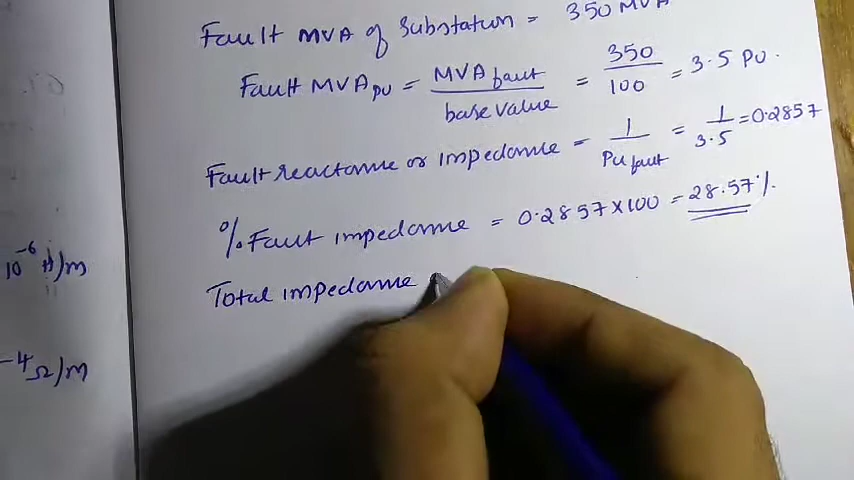 Fault MVA of Substation = 350 MVA
Fault MVA PU = MVA fault / base value = 350 / 100 = 3.5 PU.
Fault reactance or impedance = 1 / PU fault = 1 / 3.5 = 0.2857
% Fault impedance = 0.2857 x 100 = 28.57 %.
Total impedance
10⁻⁶ H/m
-4 Ω/m